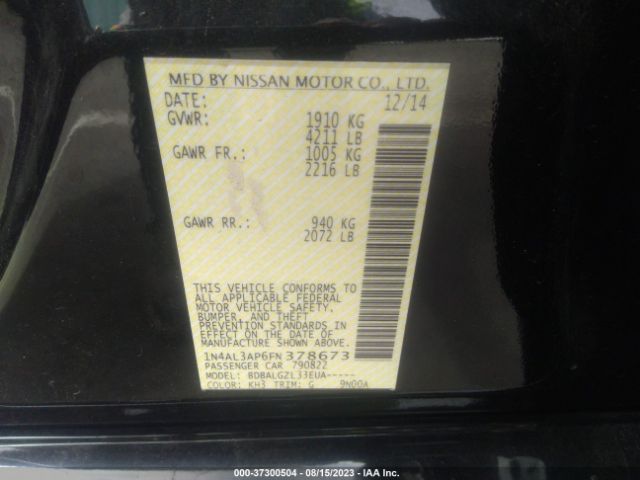 MFD BY NISSAN MOTOR CO., LTD.
DATE: 12/14
GVWR: 1910 KG
4211 LB
GAWR FR.: 1005 KG
2216 LB
GAWR RR.: 940 KG
2072 LB
THIS VEHICLE CONFORMS TO
ALL APPLICABLE FEDERAL
MOTOR VEHICLE SAFETY,
BUMPER, AND THEFT
PREVENTION STANDARDS IN
EFFECT ON THE DATE OF
MANUFACTURE SHOWN ABOVE.
1N4AL3AP6FN378673
PASSENGER CAR 790822
MODEL: BDBALGZL33EUA-----
COLOR: KH3 TRIM: G 9N00A
000-37300504 - 08/15/2023 - IAA Inc.